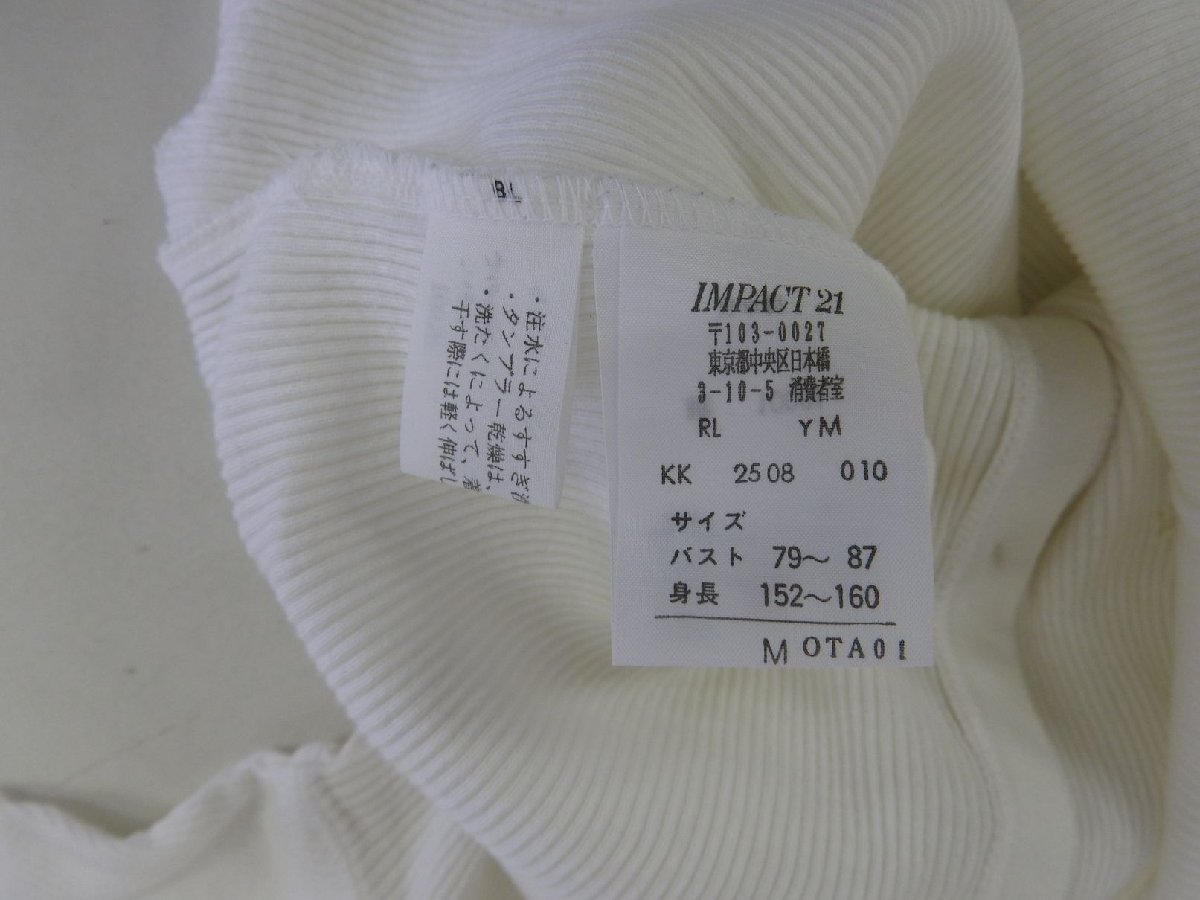 BL
・注水によるすすぎ
・タンブラー乾燥は、
・洗たくによって、着
干す際には軽く伸ばし
IMPACT 21
〒103-0027
東京都中央区日本橋
3-10-5 消費者室
RL YM
KK 2508 010
サイズ
バスト 79～ 87
身長 152～160
M OTA01